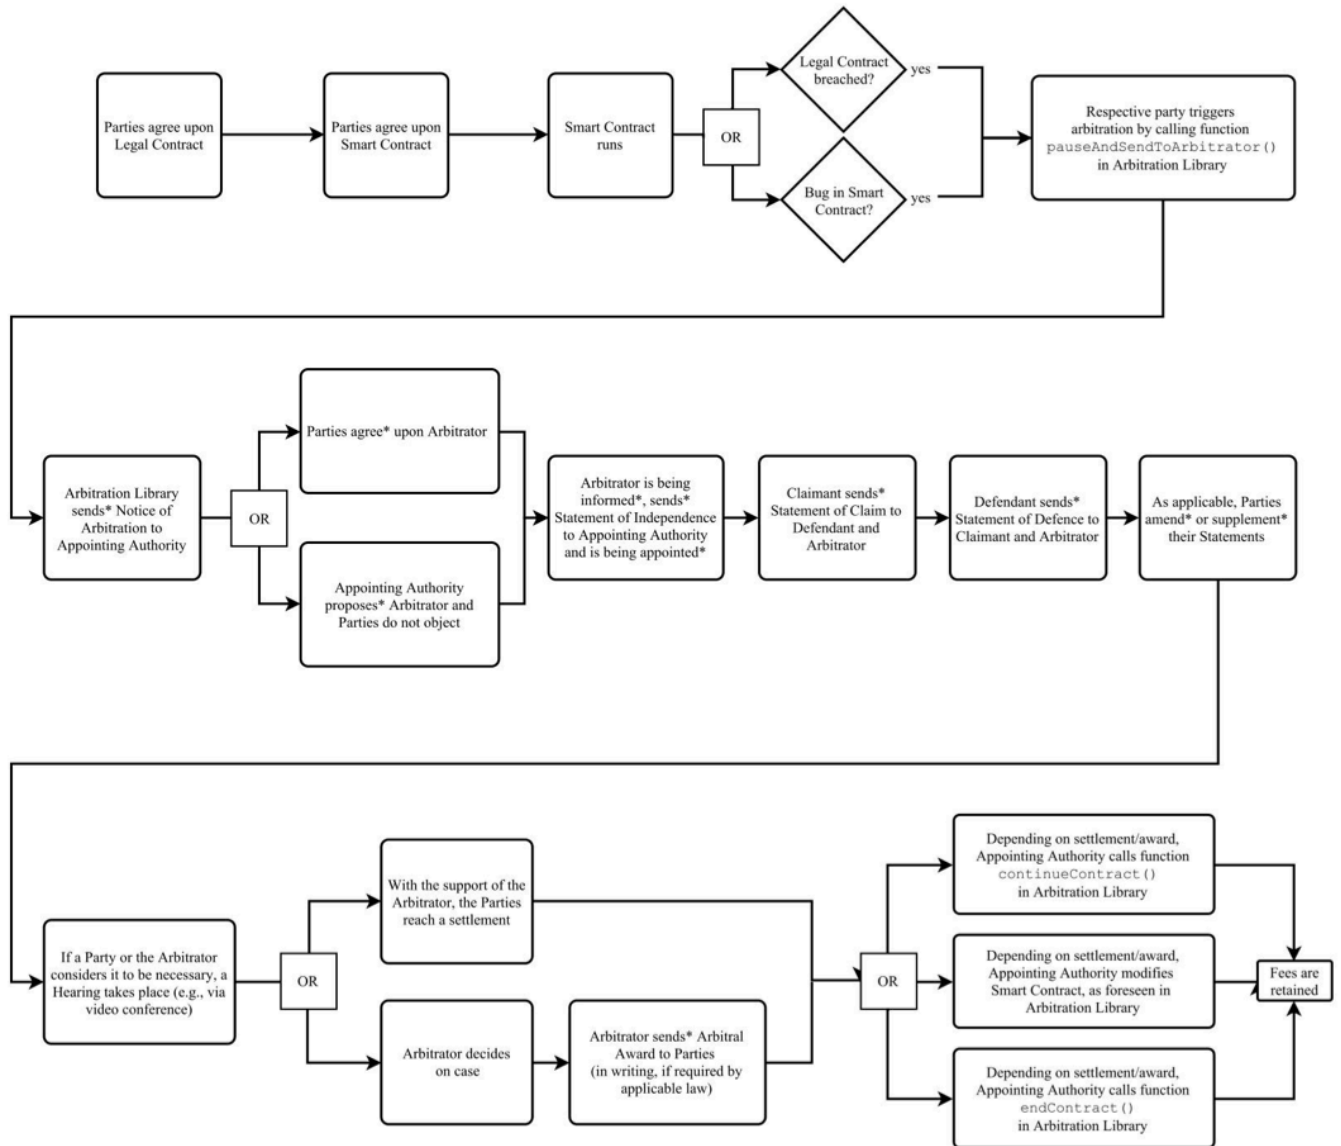 Parties agree upon
Legal Contract
Parties agree upon
Smart Contract
Smart Contract
runs
OR
Legal Contract
breached?
yes
Bug in Smart
Contract?
yes
Respective party triggers
arbitration by calling function
pauseAndSendToArbitrator()
in Arbitration Library
Arbitration Library
sends* Notice of
Arbitration to
Appointing Authority
OR
Parties agree* upon Arbitrator
Appointing Authority
proposes* Arbitrator and
Parties do not object
Arbitrator is being
informed*, sends*
Statement of Independence
to Appointing Authority
and is being appointed*
Claimant sends*
Statement of Claim to
Defendant and
Arbitrator
Defendant sends*
Statement of Defence to
Claimant and Arbitrator
As applicable, Parties
amend* or supplement*
their Statements
If a Party or the Arbitrator
considers it to be necessary, a
Hearing takes place (e.g., via
video conference)
OR
With the support of the
Arbitrator, the Parties
reach a settlement
Arbitrator decides
on case
Arbitrator sends* Arbitral
Award to Parties
(in writing, if required by
applicable law)
OR
Depending on settlement/award,
Appointing Authority calls function
continueContract()
in Arbitration Library
Depending on settlement/award,
Appointing Authority modifies
Smart Contract, as foreseen in
Arbitration Library
Depending on settlement/award,
Appointing Authority calls function
endContract()
in Arbitration Library
Fees are
retained